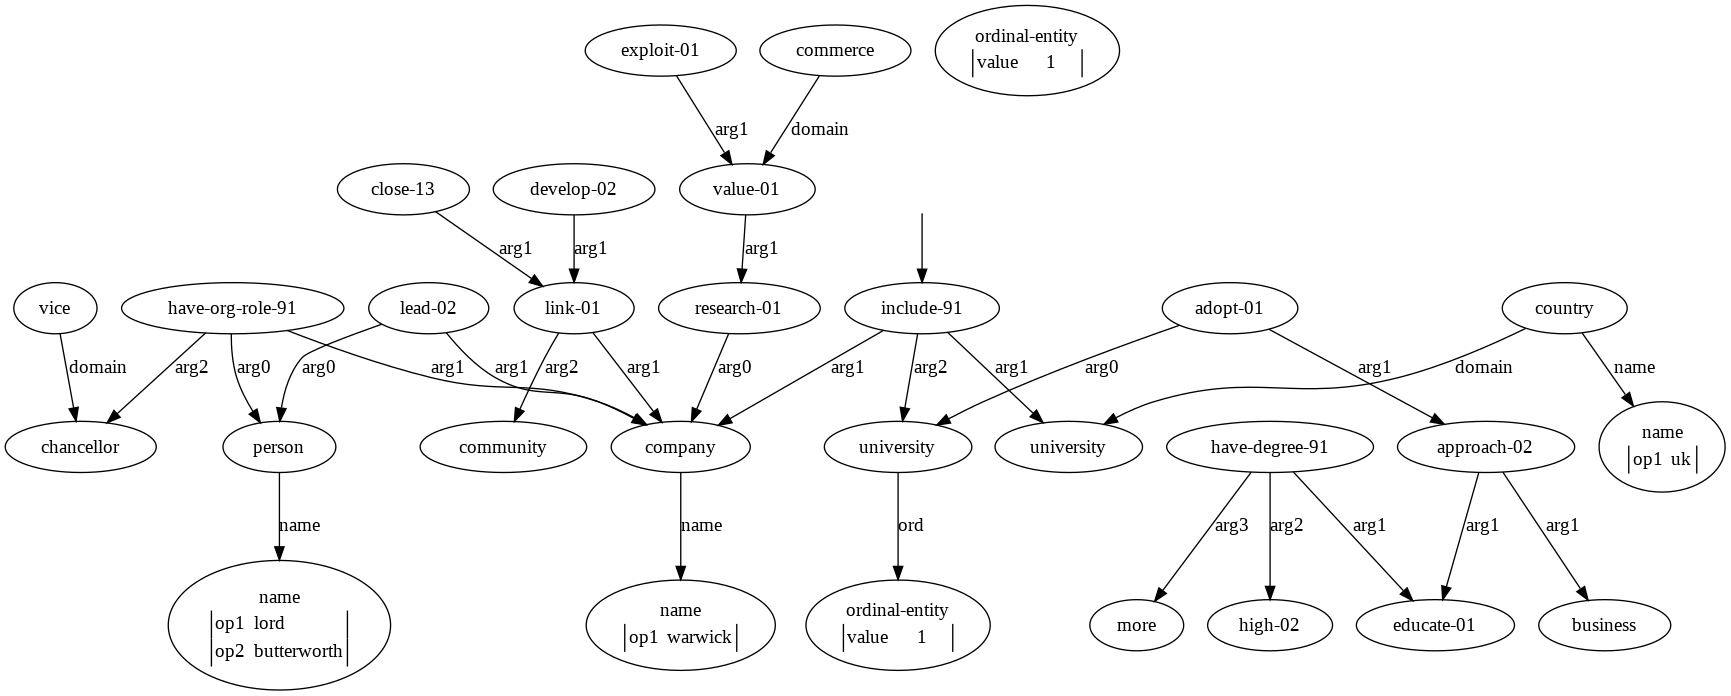 exploit-01
commerce
ordinal-entity
value 1
arg1
domain
close-13
develop-02
value-01
arg1
arg1
arg1
vice
have-org-role-91
lead-02
link-01
research-01
include-91
adopt-01
country
domain
arg2
arg0
arg0
arg1
arg1
arg2
arg1
arg0
arg1
arg2
arg1
arg0
arg1
domain
name
chancellor
person
community
company
university
university
have-degree-91
approach-02
name
op1 uk
name
name
ord
arg3
arg2
arg1
arg1
arg1
name
op1 lord
op2 butterworth
name
op1 warwick
ordinal-entity
value 1
more
high-02
educate-01
business